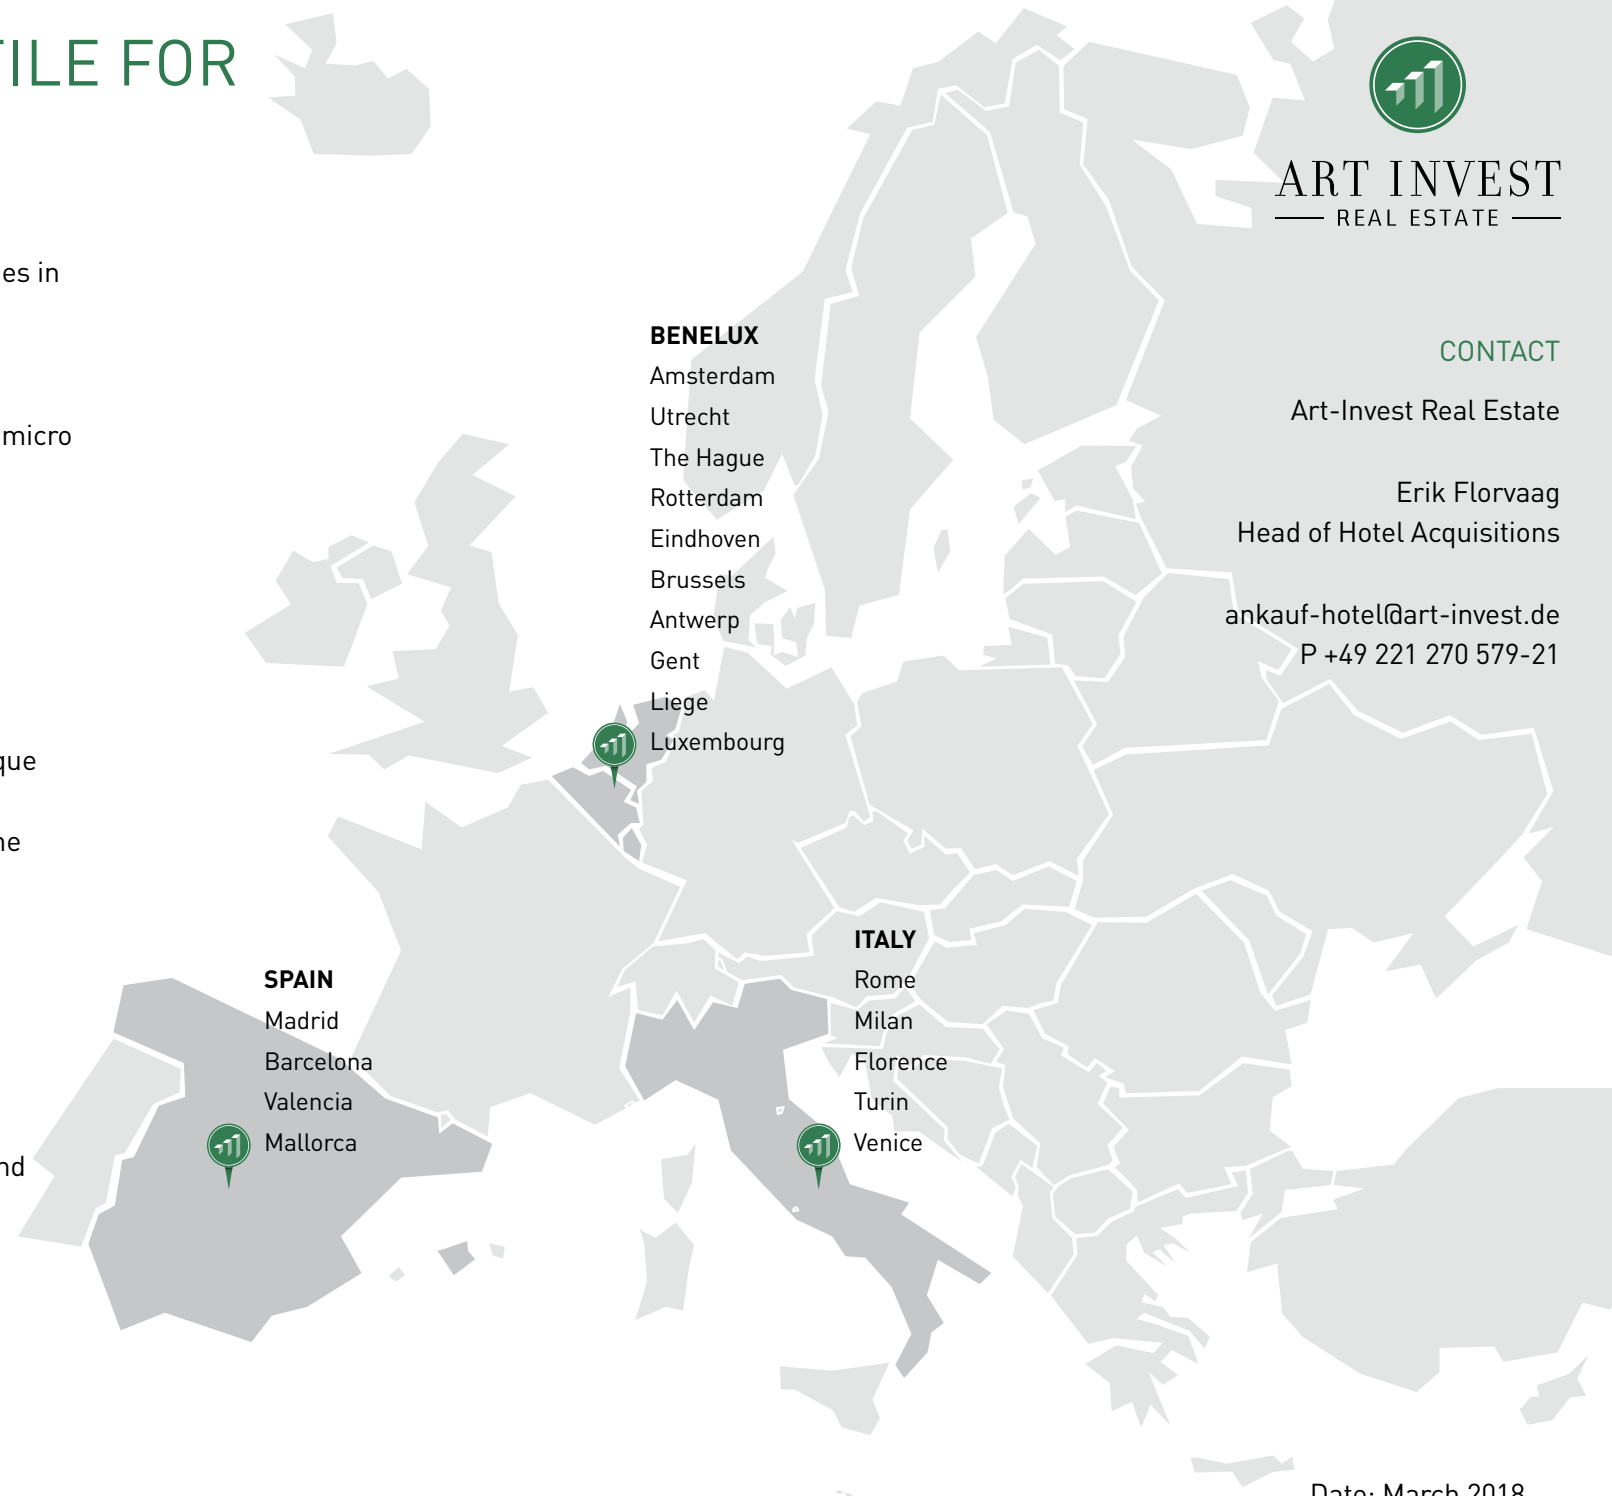 TILE FOR
es in
micro
que
ne
nd
ART INVEST
REAL ESTATE
CONTACT
Art-Invest Real Estate
Erik Florvaag
Head of Hotel Acquisitions
ankauf-hotel@art-invest.de
P +49 221 270 579-21
BENELUX
Amsterdam
Utrecht
The Hague
Rotterdam
Eindhoven
Brussels
Antwerp
Gent
Liege
Luxembourg
SPAIN
Madrid
Barcelona
Valencia
Mallorca
ITALY
Rome
Milan
Florence
Turin
Venice
Date: March 2018